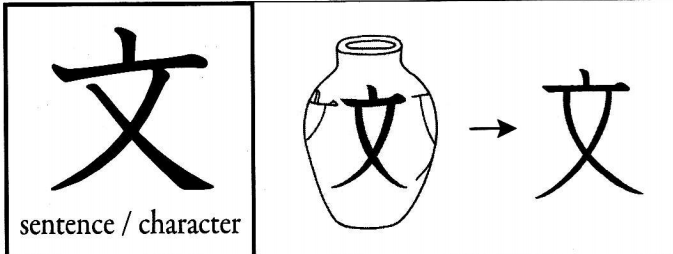 文
sentence / character
文 → 文